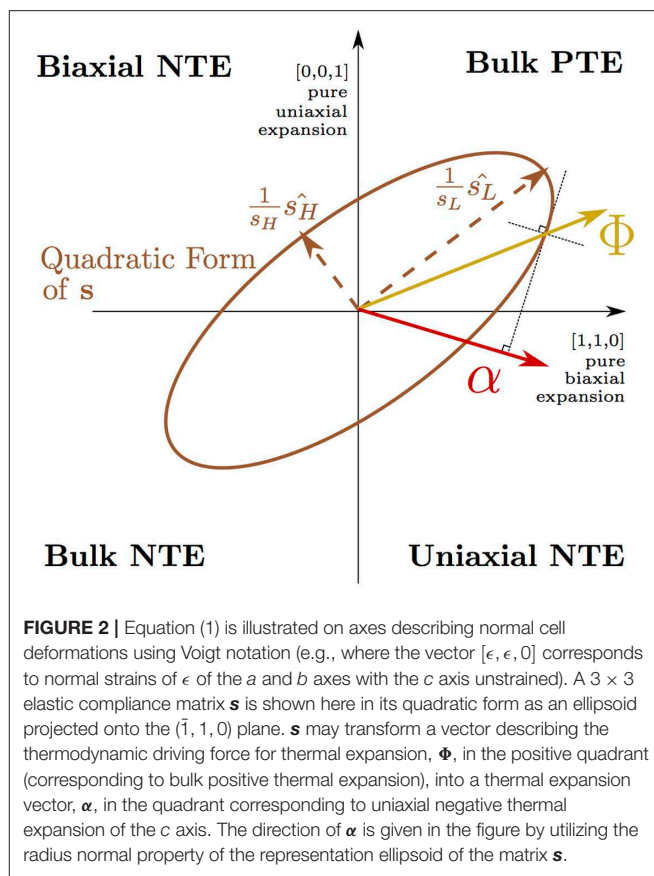 Biaxial NTE
Bulk PTE
[0,0,1]
pure
uniaxial
expansion
1/s_H ŝ_H
1/s_L ŝ_L
Quadratic Form
of s
Φ
α
[1,1,0]
pure
biaxial
expansion
Bulk NTE
Uniaxial NTE
FIGURE 2 | Equation (1) is illustrated on axes describing normal cell
deformations using Voigt notation (e.g., where the vector [ϵ, ϵ, 0] corresponds
to normal strains of ϵ of the a and b axes with the c axis unstrained). A 3 × 3
elastic compliance matrix s is shown here in its quadratic form as an ellipsoid
projected onto the (1̄, 1, 0) plane. s may transform a vector describing the
thermodynamic driving force for thermal expansion, Φ, in the positive quadrant
(corresponding to bulk positive thermal expansion), into a thermal expansion
vector, α, in the quadrant corresponding to uniaxial negative thermal
expansion of the c axis. The direction of α is given in the figure by utilizing the
radius normal property of the representation ellipsoid of the matrix s.